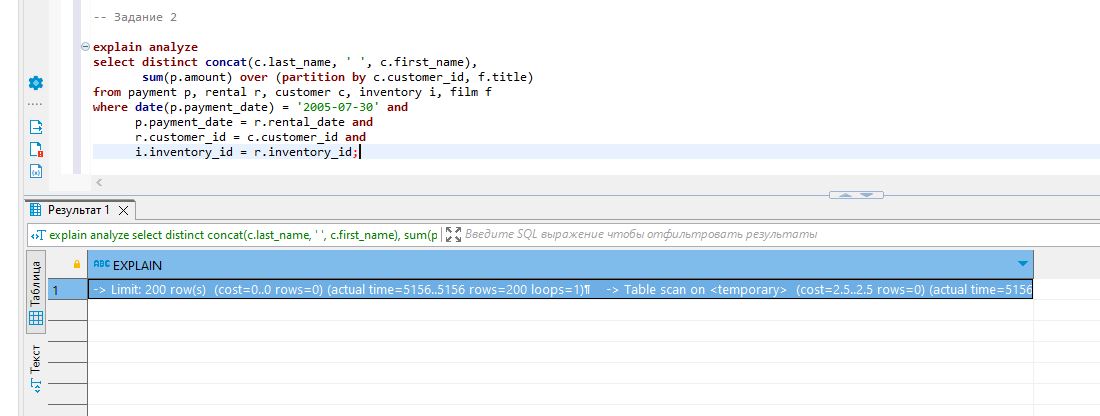 -- Задание 2
explain analyze
select distinct concat(c.last_name, ' ', c.first_name),
sum(p.amount) over (partition by c.customer_id, f.title)
from payment p, rental r, customer c, inventory i, film f
where date(p.payment_date) = '2005-07-30' and
p.payment_date = r.rental_date and
r.customer_id = c.customer_id and
i.inventory_id = r.inventory_id;
Результат 1
explain analyze select distinct concat(c.last_name, ' ', c.first_name), sum(p
Введите SQL выражение чтобы отфильтровать результаты
Таблица
Текст
ABC EXPLAIN
1
-> Limit: 200 row(s)  (cost=0..0 rows=0) (actual time=5156..5156 rows=200 loops=1)¶    -> Table scan on <temporary>  (cost=2.5..2.5 rows=0) (actual time=5156